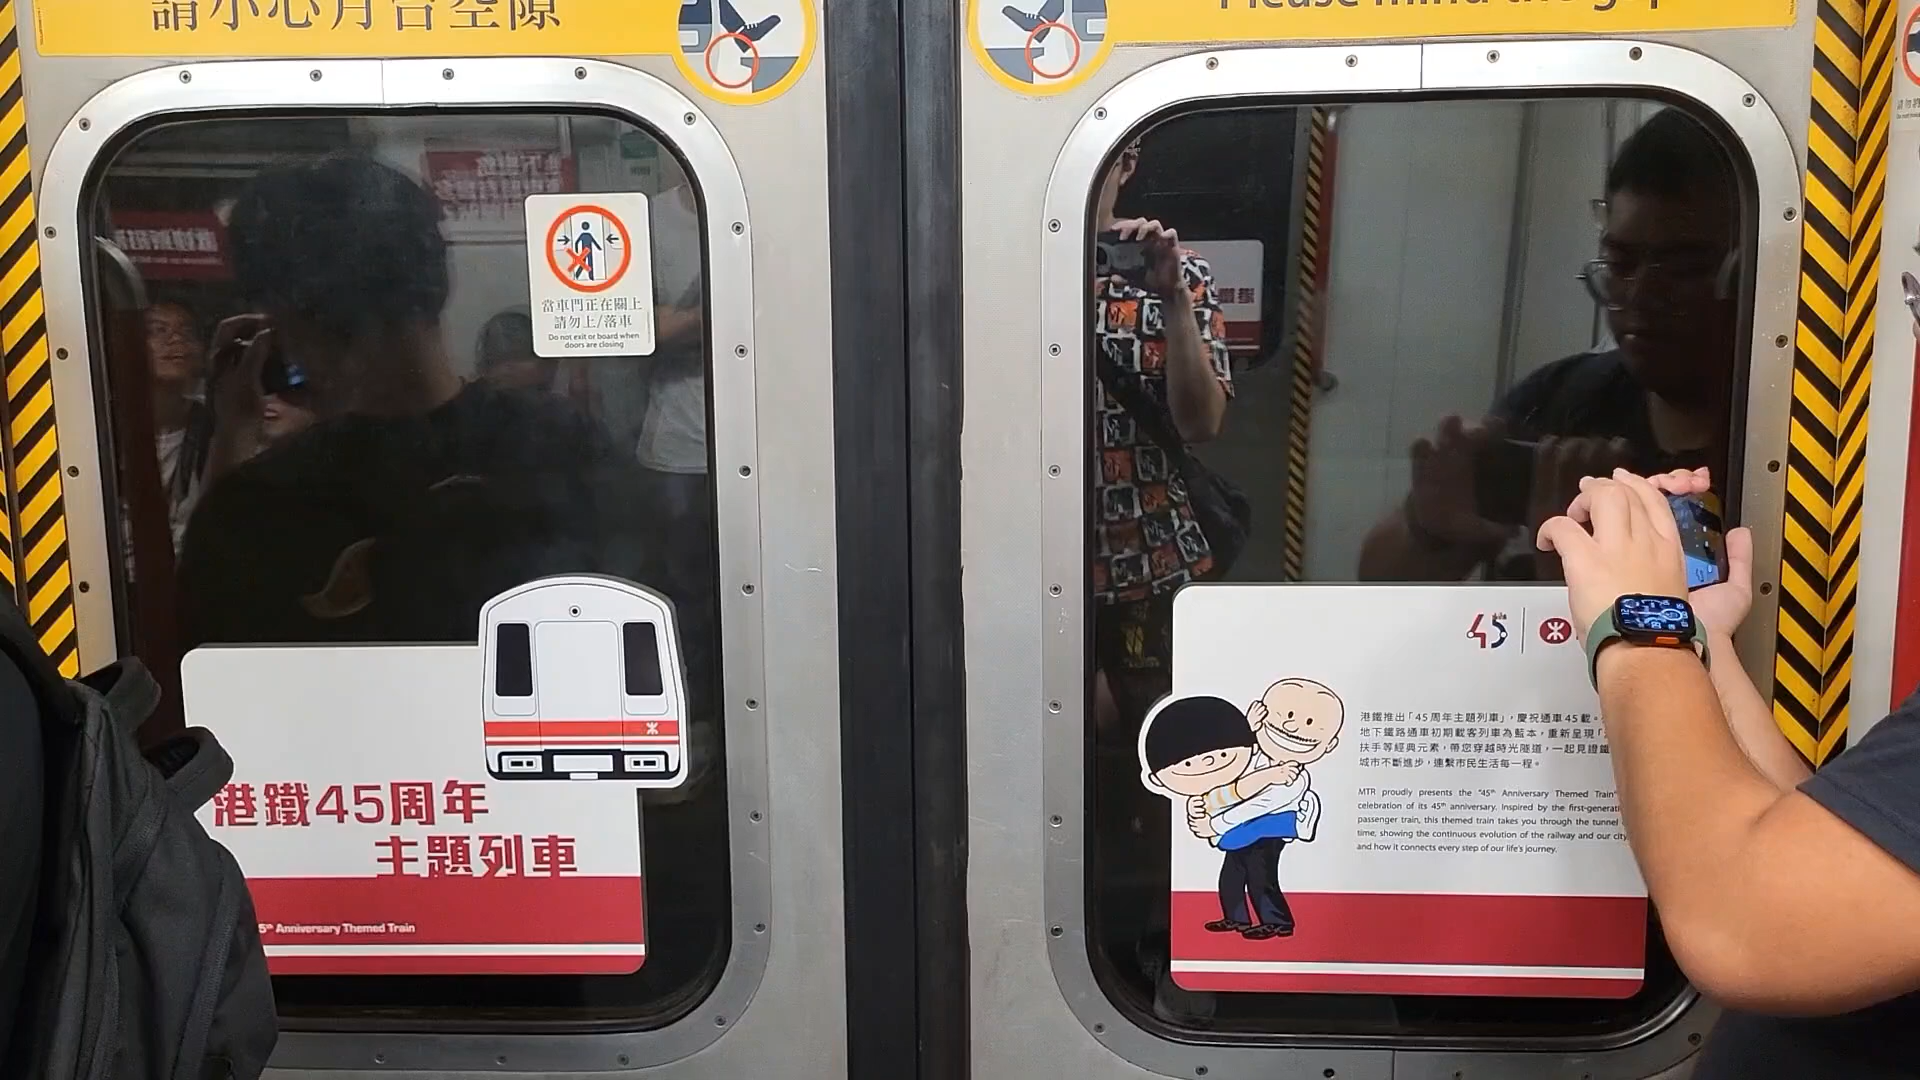 請小心月台空隙
Please mind the gap
當車門正在關上
請勿上/落車
Do not exit or board when
doors are closing
港鐵45周年
主題列車
5th Anniversary Themed Train
45
港鐵推出「45周年主題列車」，慶祝通車45載。
地下鐵路通車初期載客列車為藍本，重新呈現「
扶手等經典元素，帶您穿越時光隧道，一起見證鐵
城市不斷進步，連繫市民生活每一程。
MTR proudly presents the "45th Anniversary Themed Train"
celebration of its 45th anniversary. Inspired by the first-generati
passenger train, this themed train takes you through the tunnel
time, showing the continuous evolution of the railway and our city
and how it connects every step of our life's journey.